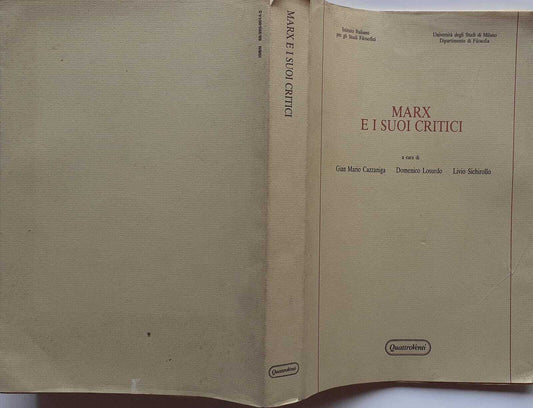 Istituto Italiano
per gli Studi Filosofici
Università degli Studi di Milano
Dipartimento di Filosofia
MARX
E I SUOI CRITICI
a cura di
Gian Mario Cazzaniga Domenico Losurdo Livio Sichirollo
QuattroVenti
MARX E I SUOI CRITICI
QuattroVenti
ISBN